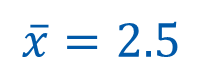 x̄ = 2.5